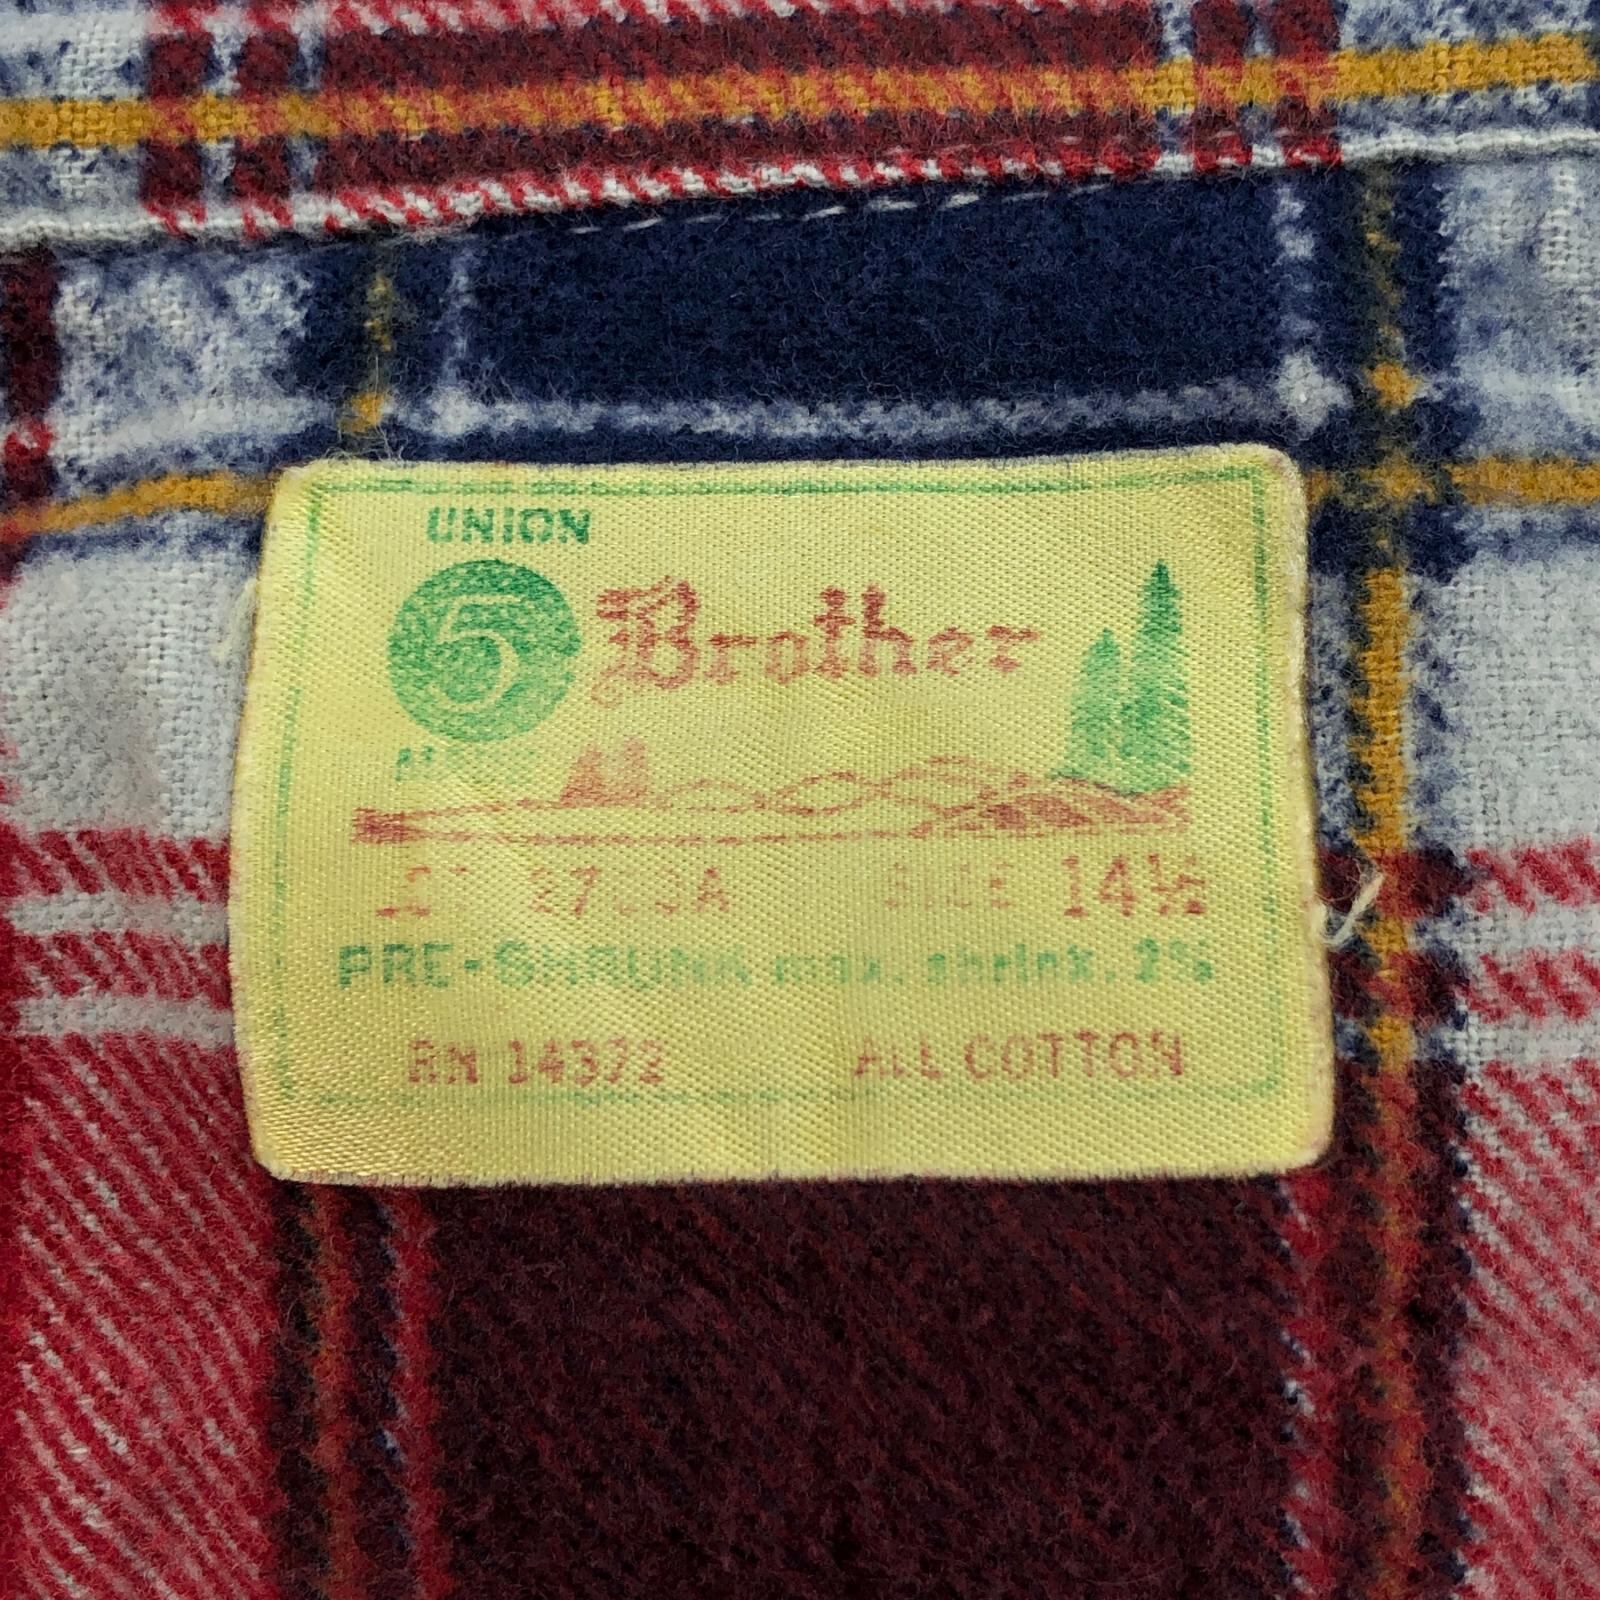 UNION
5 Brother
SIZE 14½
PRE-SHRUNK max. shrink. 2%
RN 14372 ALL COTTON